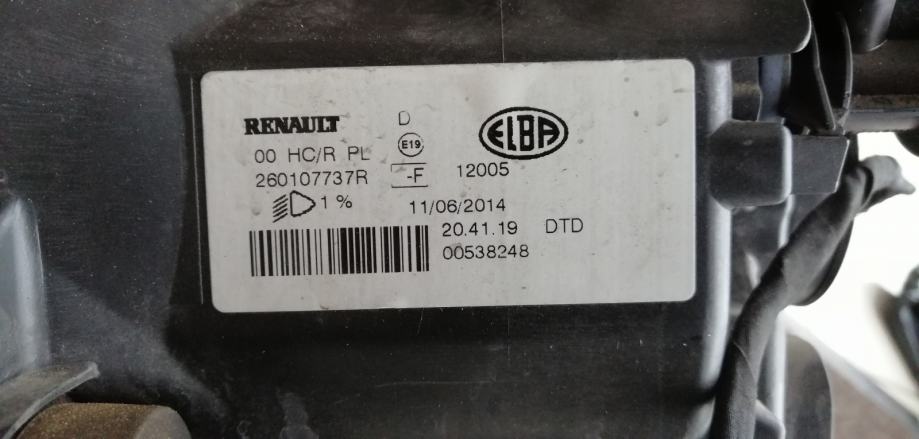 RENAULT D ELBA
00 HC/R PL E19
260107737R -F 12005
1 % 11/06/2014
20.41.19 DTD
00538248